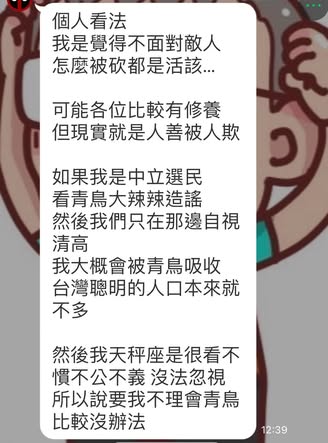 個人看法
我是覺得不面對敵人
怎麼被砍都是活該...
可能各位比較有修養
但現實就是人善被人欺
如果我是中立選民
看青鳥大辣辣造謠
然後我們只在那邊自視
清高
我大概會被青鳥吸收
台灣聰明的人口本來就
不多
然後我天秤座是很看不
慣不公不義 沒法忽視
所以說要我不理會青鳥
比較沒辦法
12:39